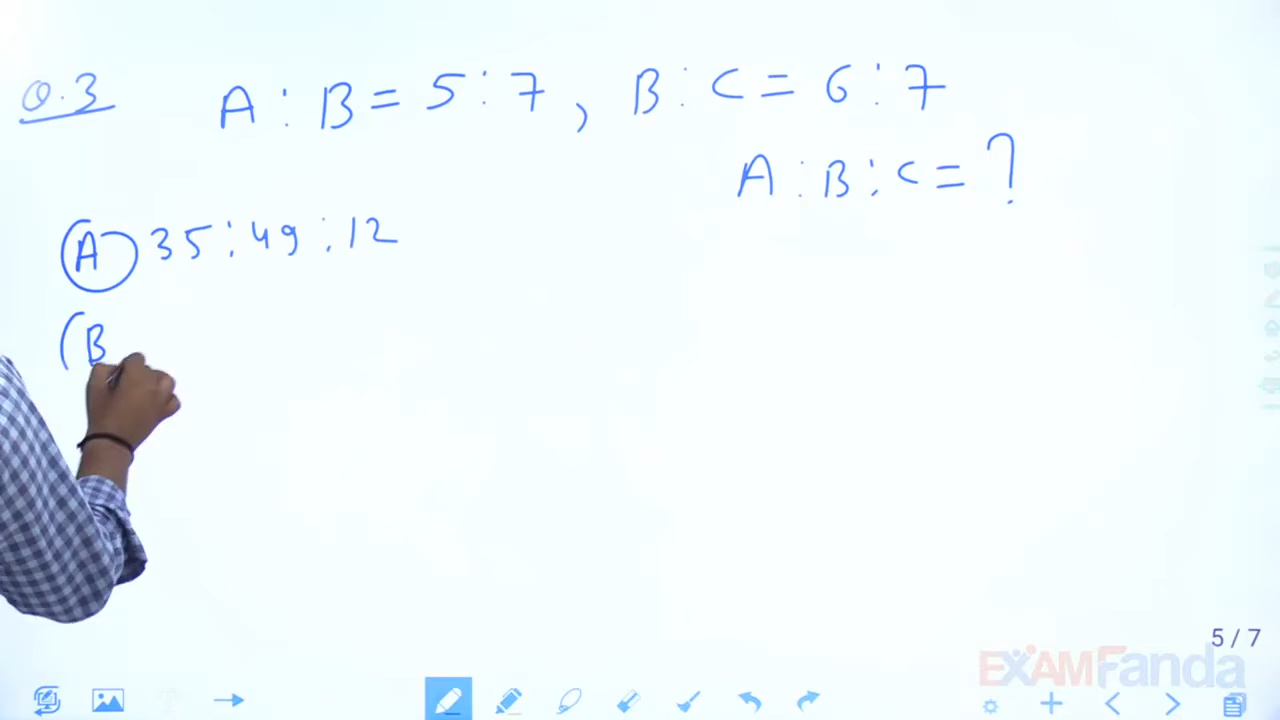 Q.3 A : B = 5 : 7 , B : C = 6 : 7
A : B : C = ?
(A) 35 : 49 : 12
(B
5 / 7
EXAMFanda